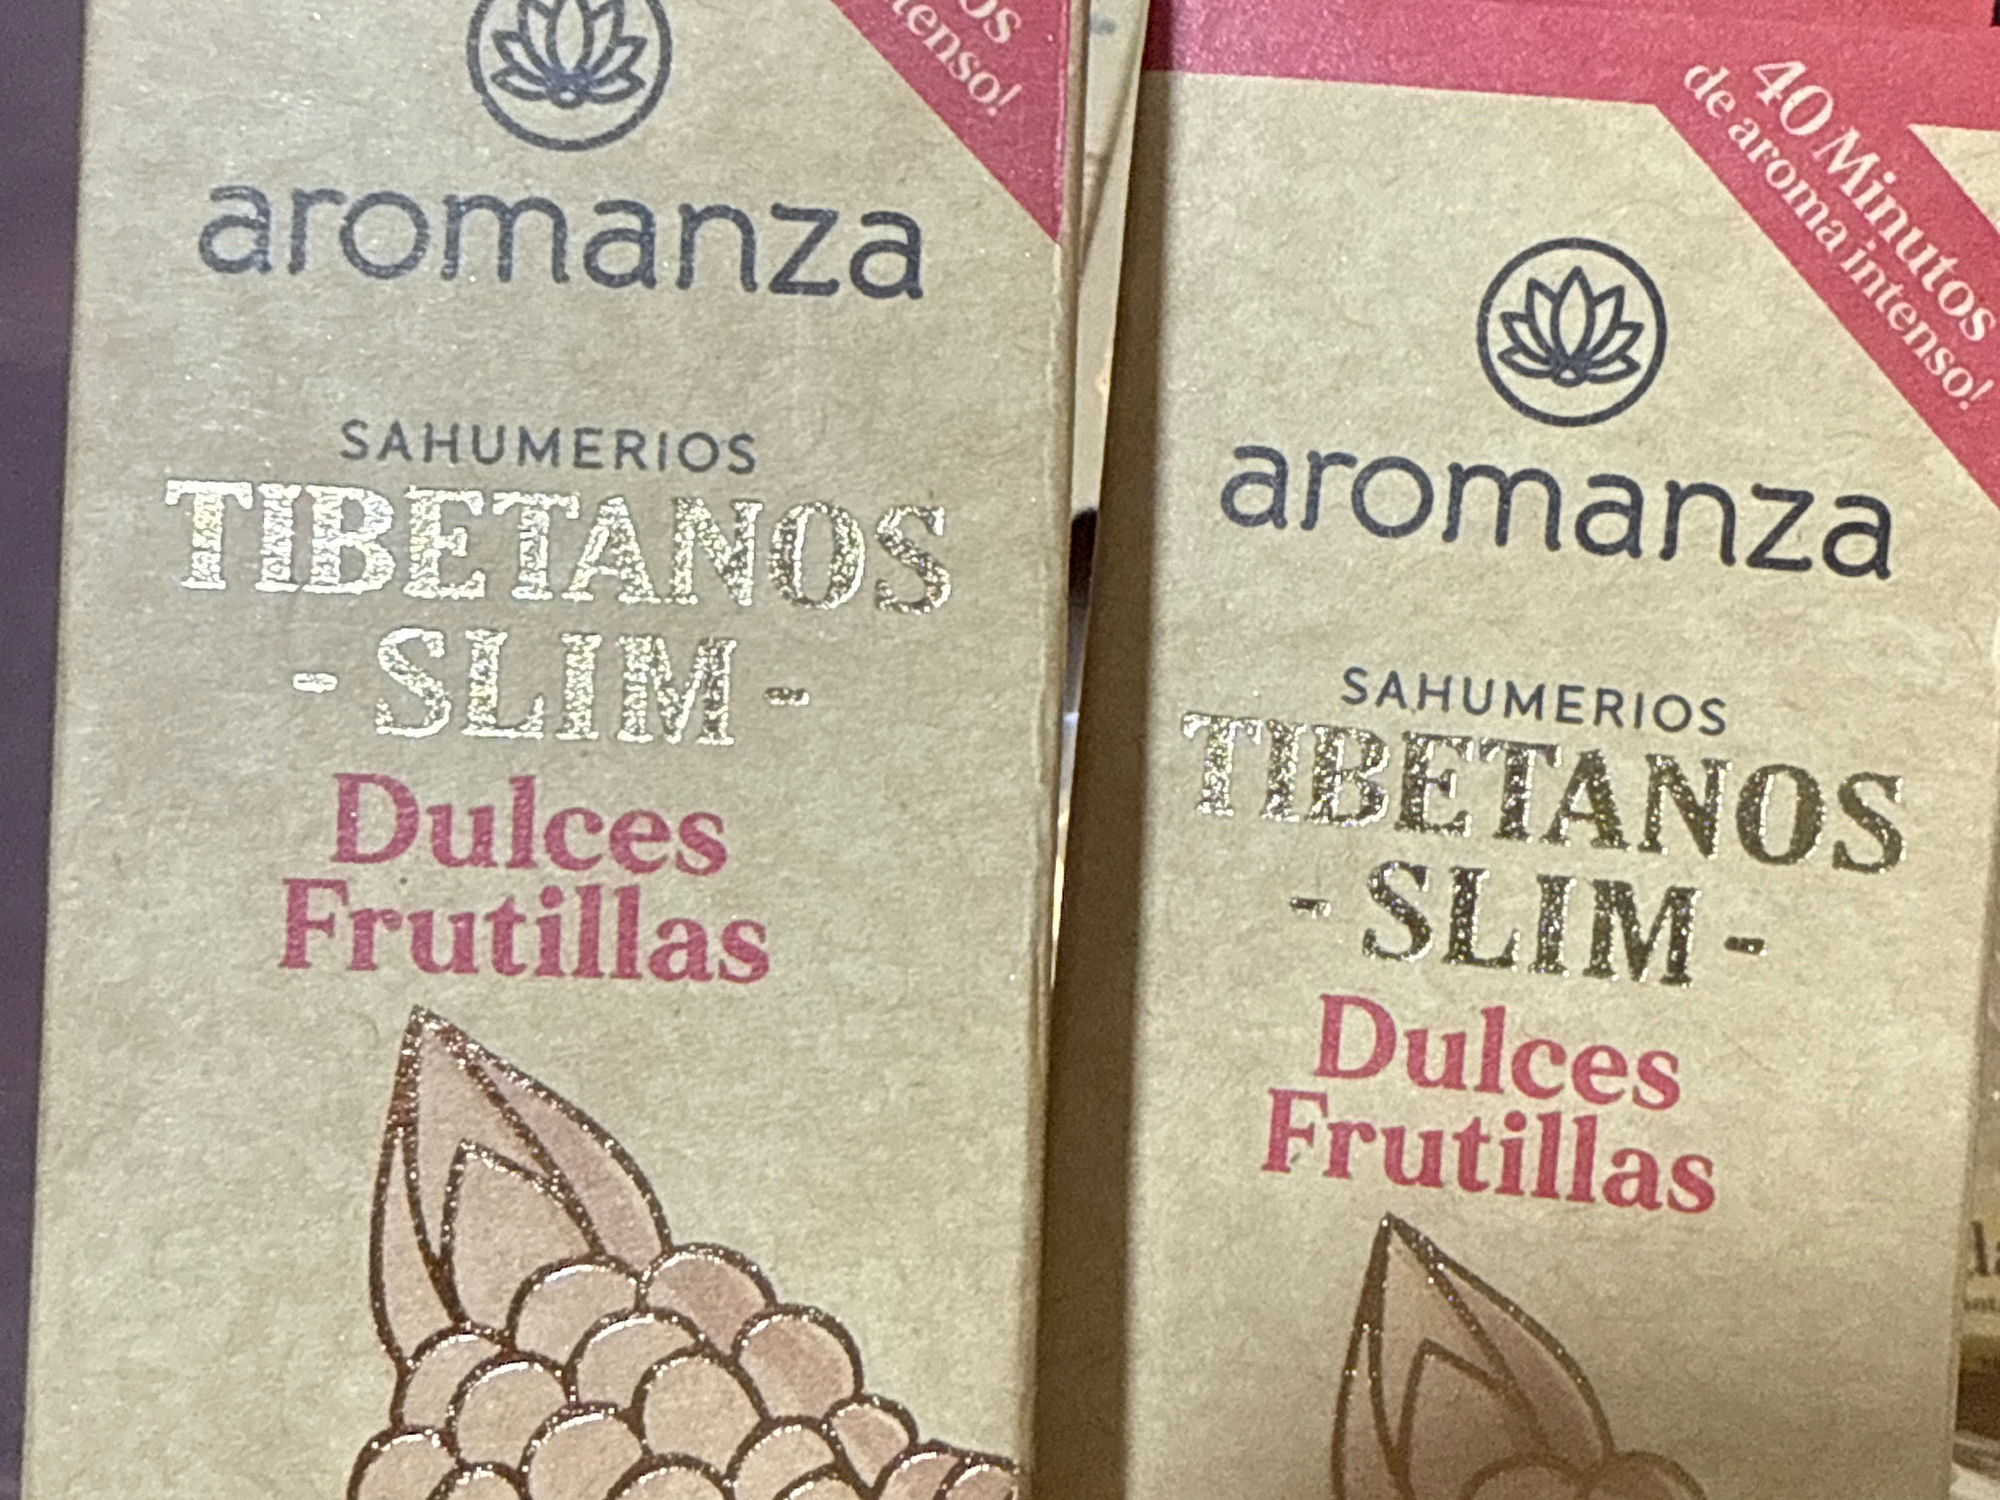 aromanza
SAHUMERIOS
TIBETANOS
- SLIM -
Dulces
Frutillas
40 Minutos
de aroma intenso!
aromanza
SAHUMERIOS
TIBETANOS
- SLIM -
Dulces
Frutillas